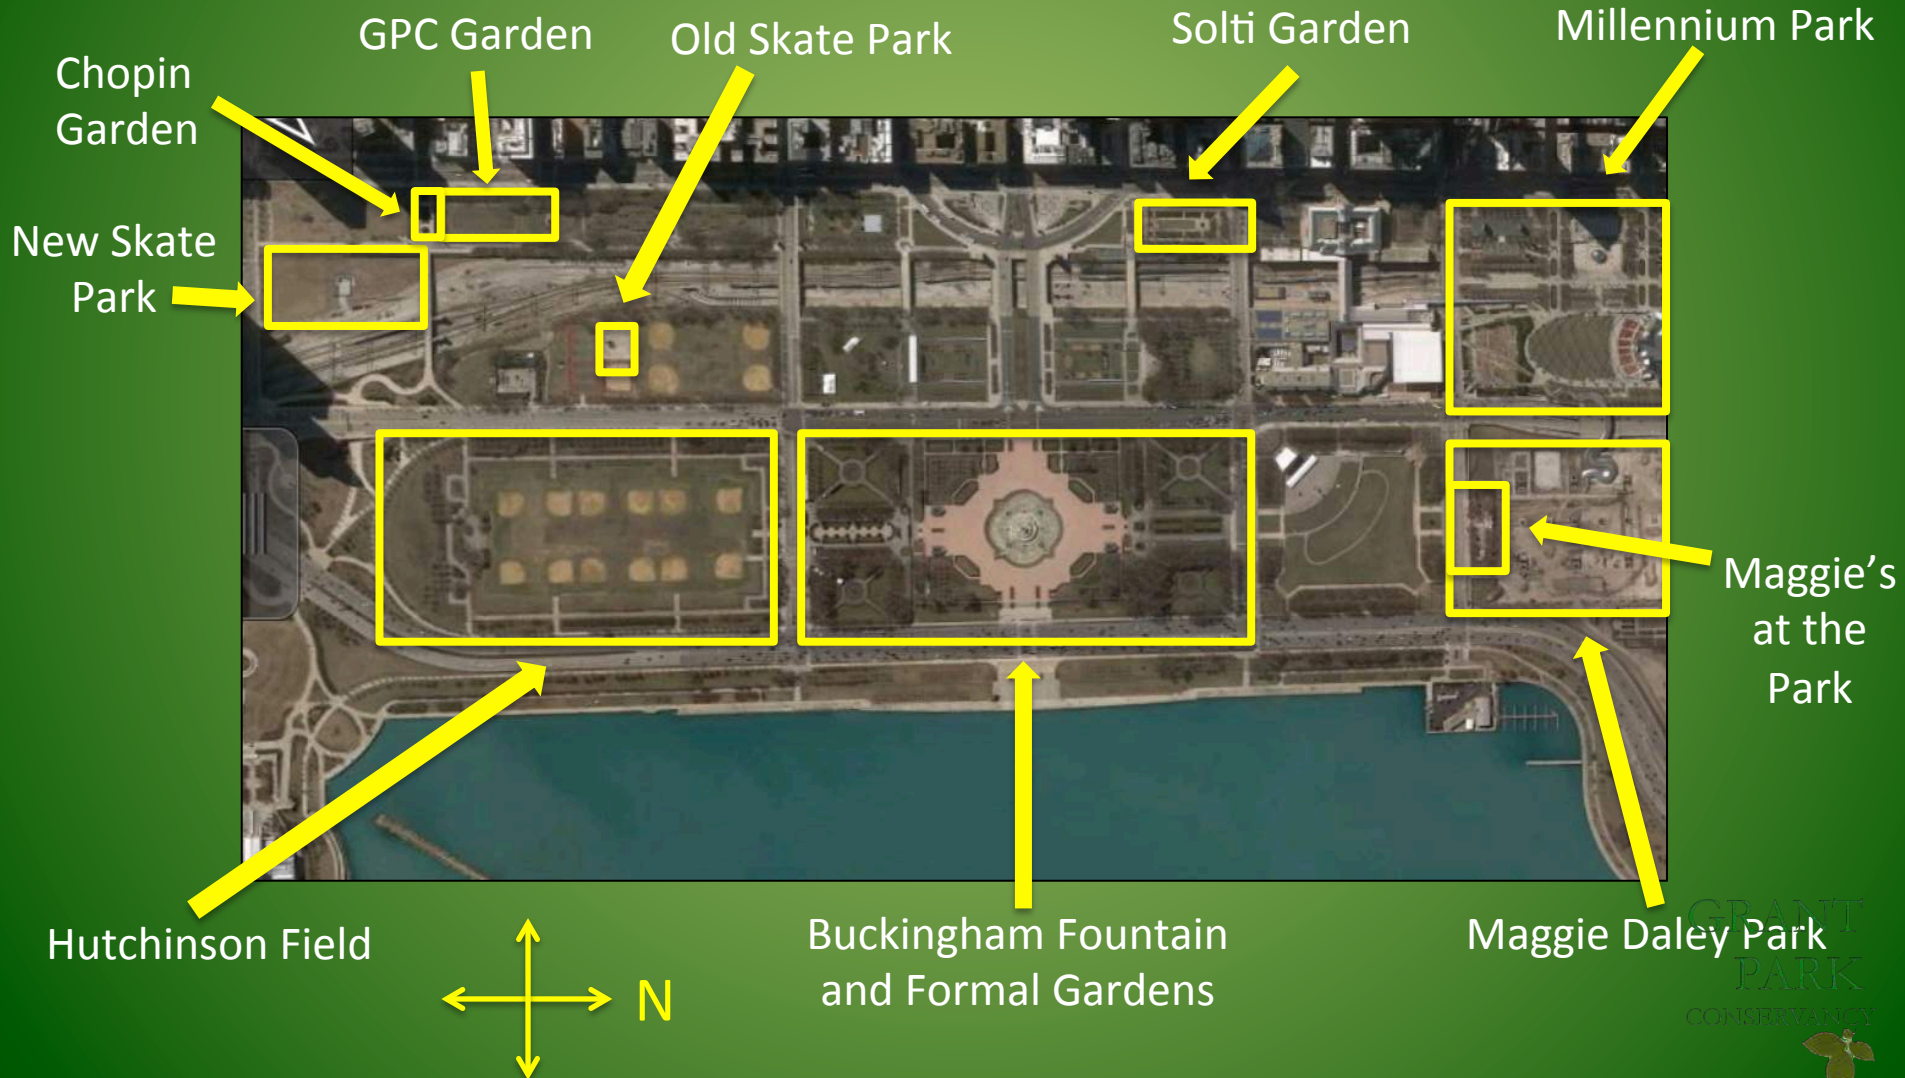 GPC Garden
Old Skate Park
Solti Garden
Millennium Park
Chopin
Garden
New Skate
Park
Maggie’s
at the
Park
Hutchinson Field
N
Buckingham Fountain
and Formal Gardens
Maggie Daley Park
GRANT
PARK
CONSERVANCY